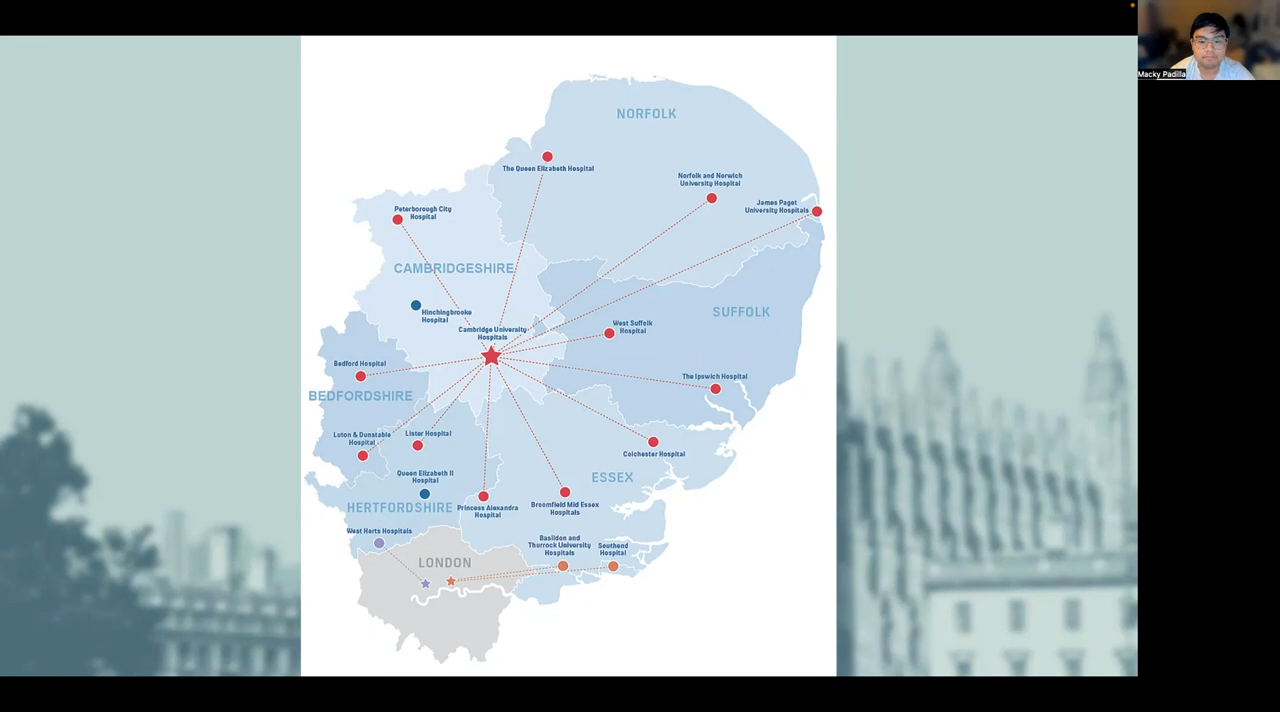 Macky Padilla
NORFOLK
The Queen Elizabeth Hospital
Norfolk and Norwich
University Hospital
James Paget
University Hospitals
Peterborough City
Hospital
CAMBRIDGESHIRE
Hinchingbrooke
Hospital
SUFFOLK
West Suffolk
Hospital
Cambridge University
Hospitals
Bedford Hospital
The Ipswich Hospital
BEDFORDSHIRE
Luton & Dunstable
Hospital
Lister Hospital
Colchester Hospital
Queen Elizabeth II
Hospital
ESSEX
HERTFORDSHIRE
Princess Alexandra
Hospital
Broomfield Mid Essex
Hospitals
West Herts Hospitals
Basildon and
Thurrock University
Hospitals
Southend
Hospital
LONDON